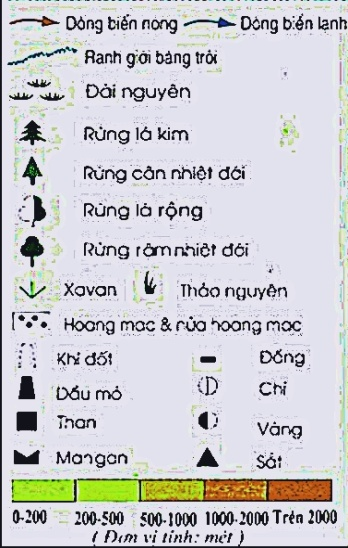 Dòng biển nóng Dòng biển lạnh
Ranh giới băng trôi
Đài nguyên
Rừng lá kim
Rừng cận nhiệt đới
Rừng lá rộng
Rừng rậm nhiệt đới
Xavan Thảo nguyên
Hoang mạc & nửa hoang mạc
Khí đốt Đồng
Dầu mỏ Chì
Than Vàng
Mangan Sắt
0-200 200-500 500-1000 1000-2000 Trên 2000
( Đơn vị tính: mét )